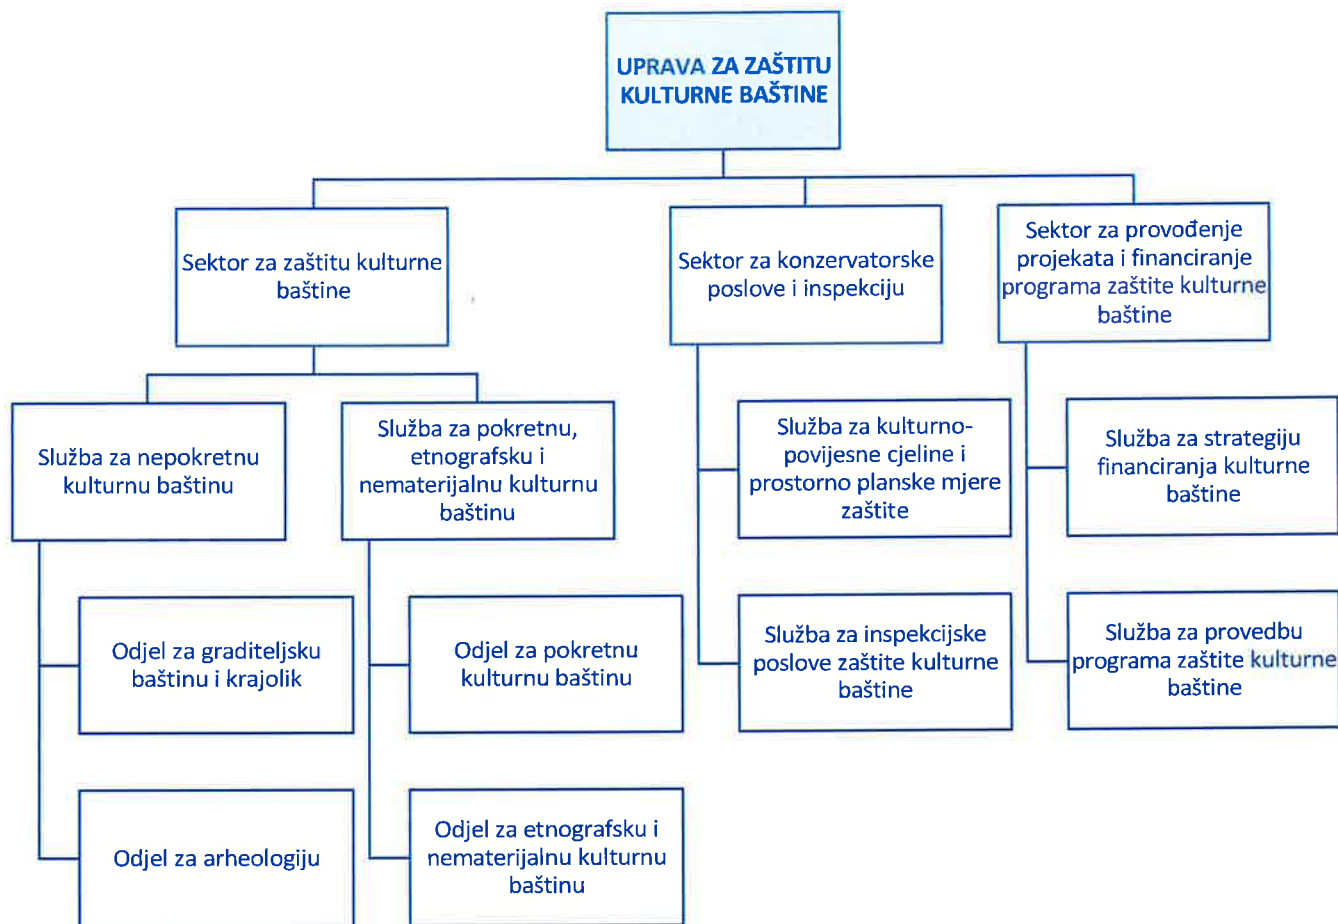 UPRAVA ZA ZAŠTITU
KULTURNE BAŠTINE
Sektor za zaštitu kulturne
baštine
Sektor za konzervatorske
poslove i inspekciju
Sektor za provođenje
projekata i financiranje
programa zaštite kulturne
baštine
Služba za nepokretnu
kulturnu baštinu
Služba za pokretnu,
etnografsku i
nematerijalnu kulturnu
baštinu
Služba za kulturno-
povijesne cjeline i
prostorno planske mjere
zaštite
Služba za strategiju
financiranja kulturne
baštine
Odjel za graditeljsku
baštinu i krajolik
Odjel za pokretnu
kulturnu baštinu
Služba za inspekcijske
poslove zaštite kulturne
baštine
Služba za provedbu
programa zaštite kulturne
baštine
Odjel za arheologiju
Odjel za etnografsku i
nematerijalnu kulturnu
baštinu